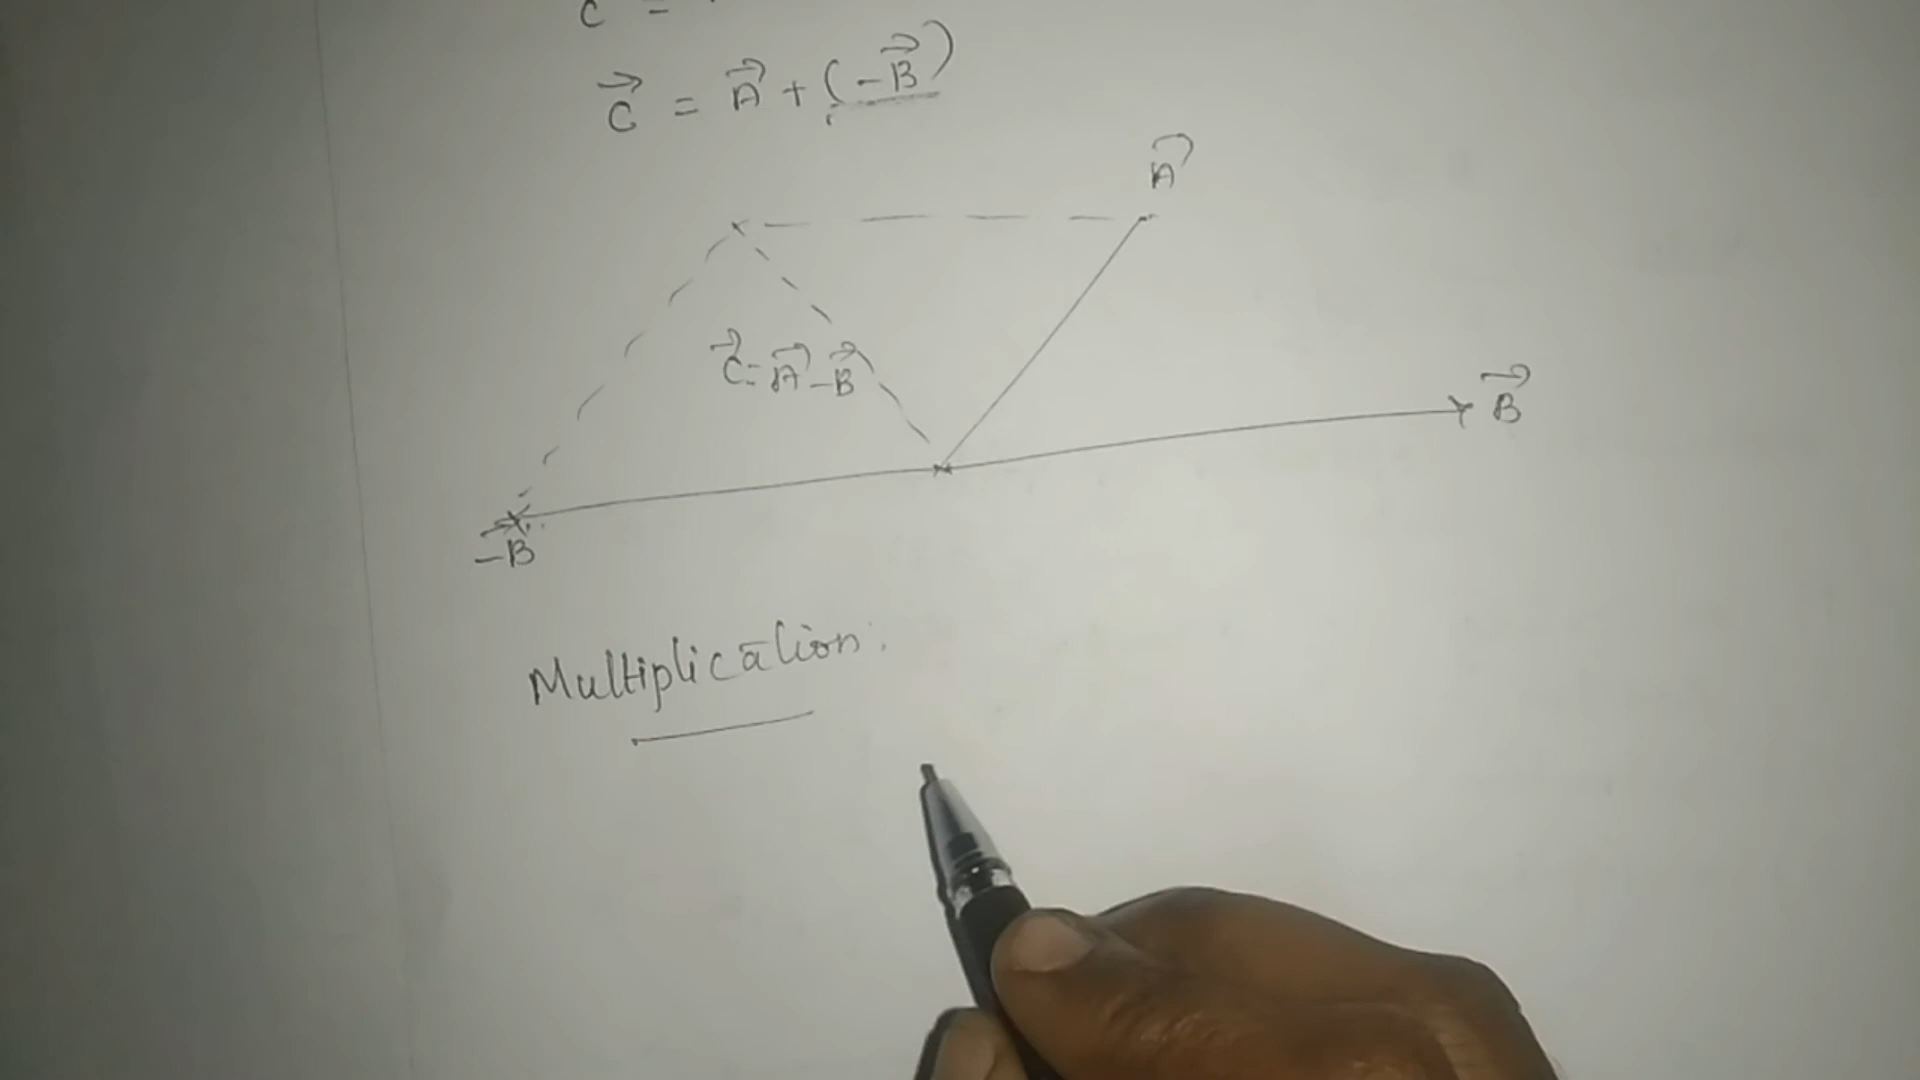 C =
C⃗ = A⃗ + (-B⃗)
A⃗
C⃗ = A⃗ - B⃗
B⃗
-B⃗
Multiplication: